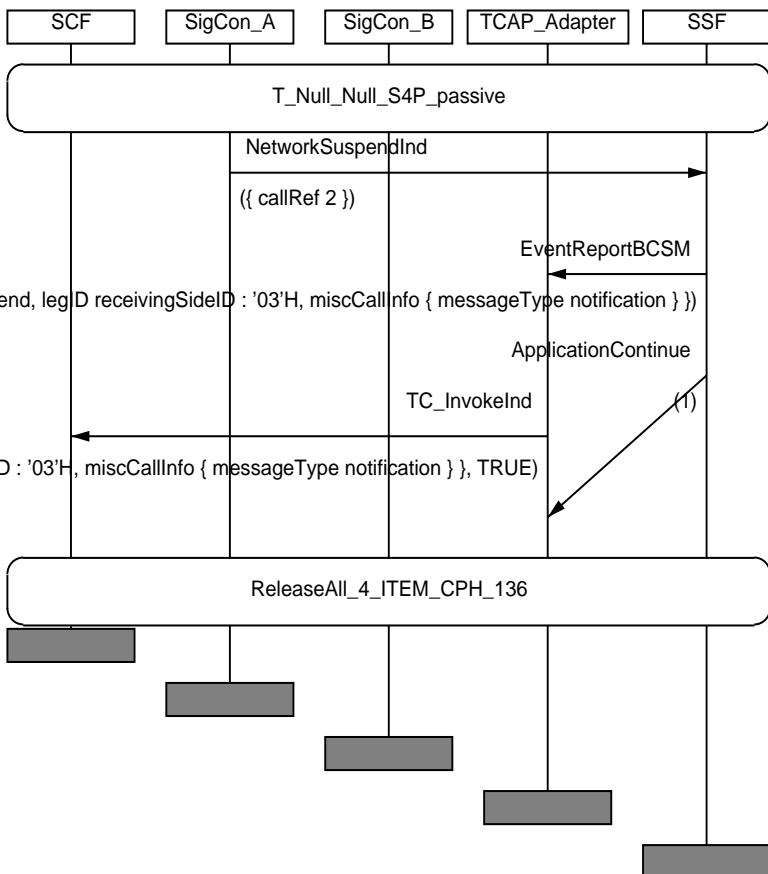 SCF SigCon_A SigCon_B TCAP_Adapter SSF
T_Null_Null_S4P_passive
NetworkSuspendInd
({ callRef 2 })
EventReportBCSM
end, legID receivingSideID : '03'H, miscCallInfo { messageType notification } })
ApplicationContinue
TC_InvokeInd
(1)
D : '03'H, miscCallInfo { messageType notification } }, TRUE)
ReleaseAll_4_ITEM_CPH_136